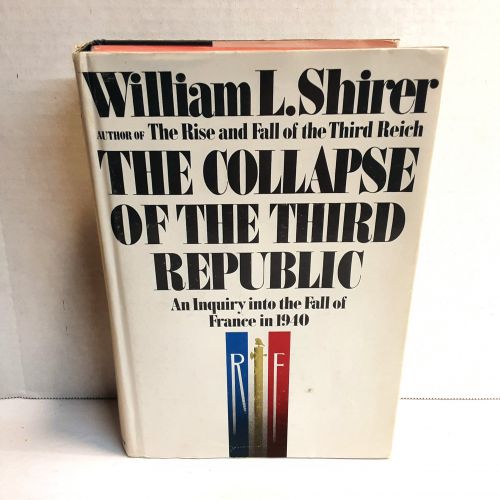 William L. Shirer
AUTHOR OF The Rise and Fall of the Third Reich
THE COLLAPSE
OF THE THIRD
REPUBLIC
An Inquiry into the Fall of
France in 1940
R F